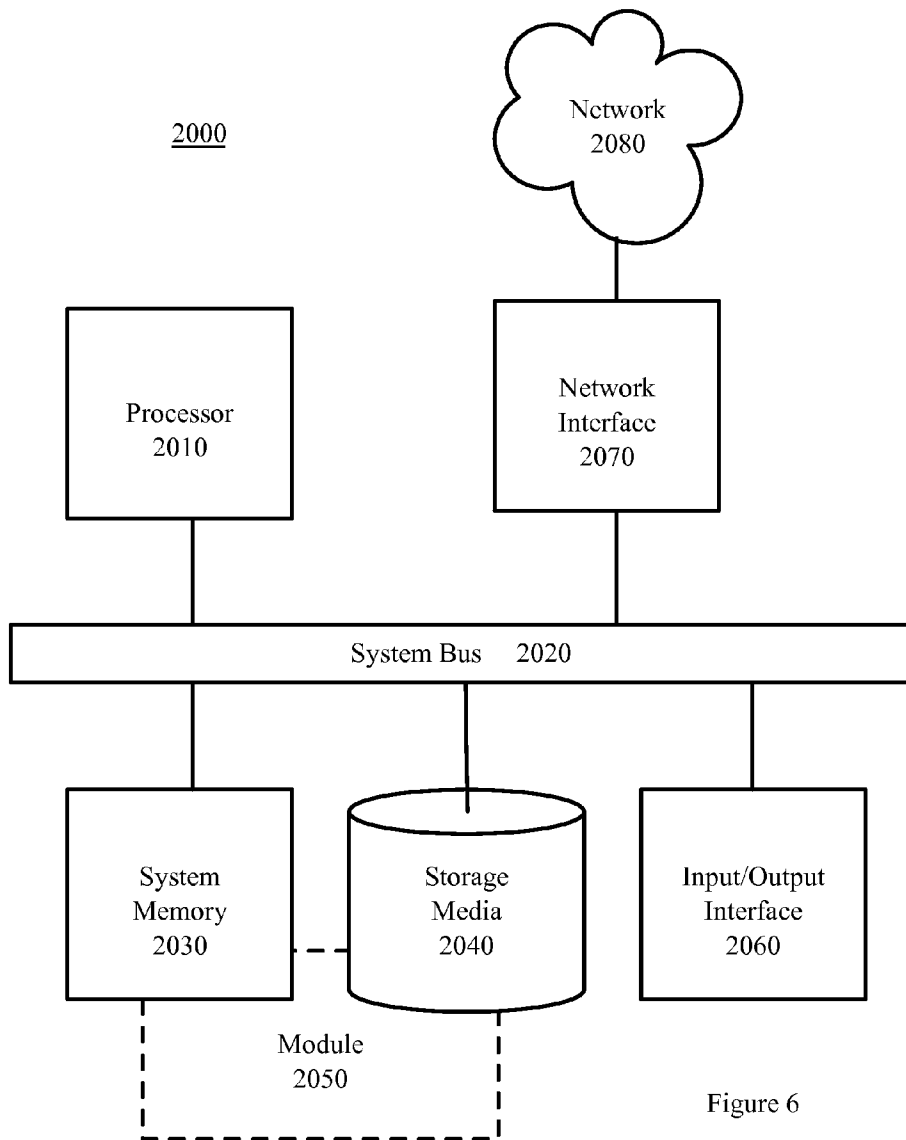 2000
Network
2080
Processor
2010
Network
Interface
2070
System Bus 2020
System
Memory
2030
Storage
Media
2040
Input/Output
Interface
2060
Module
2050
Figure 6